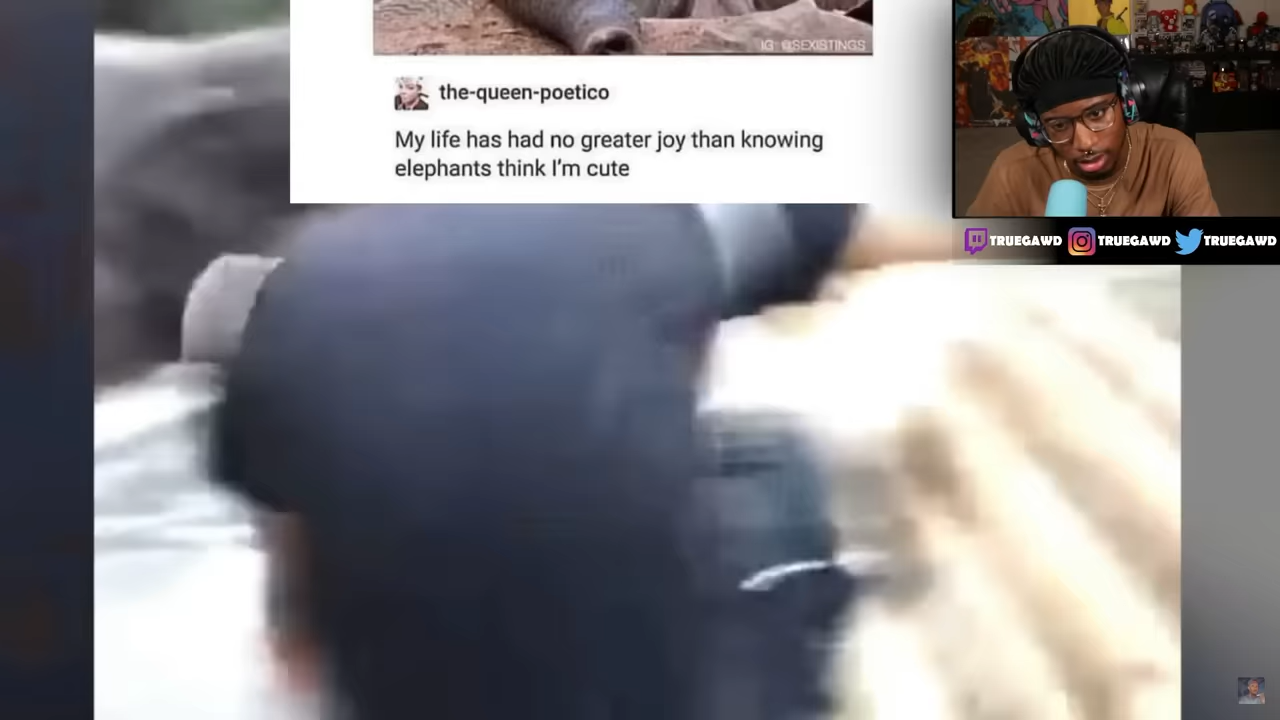 IG: @SEXISTINGS
the-queen-poetico
My life has had no greater joy than knowing
elephants think I'm cute
TRUEGAWD TRUEGAWD TRUEGAWD